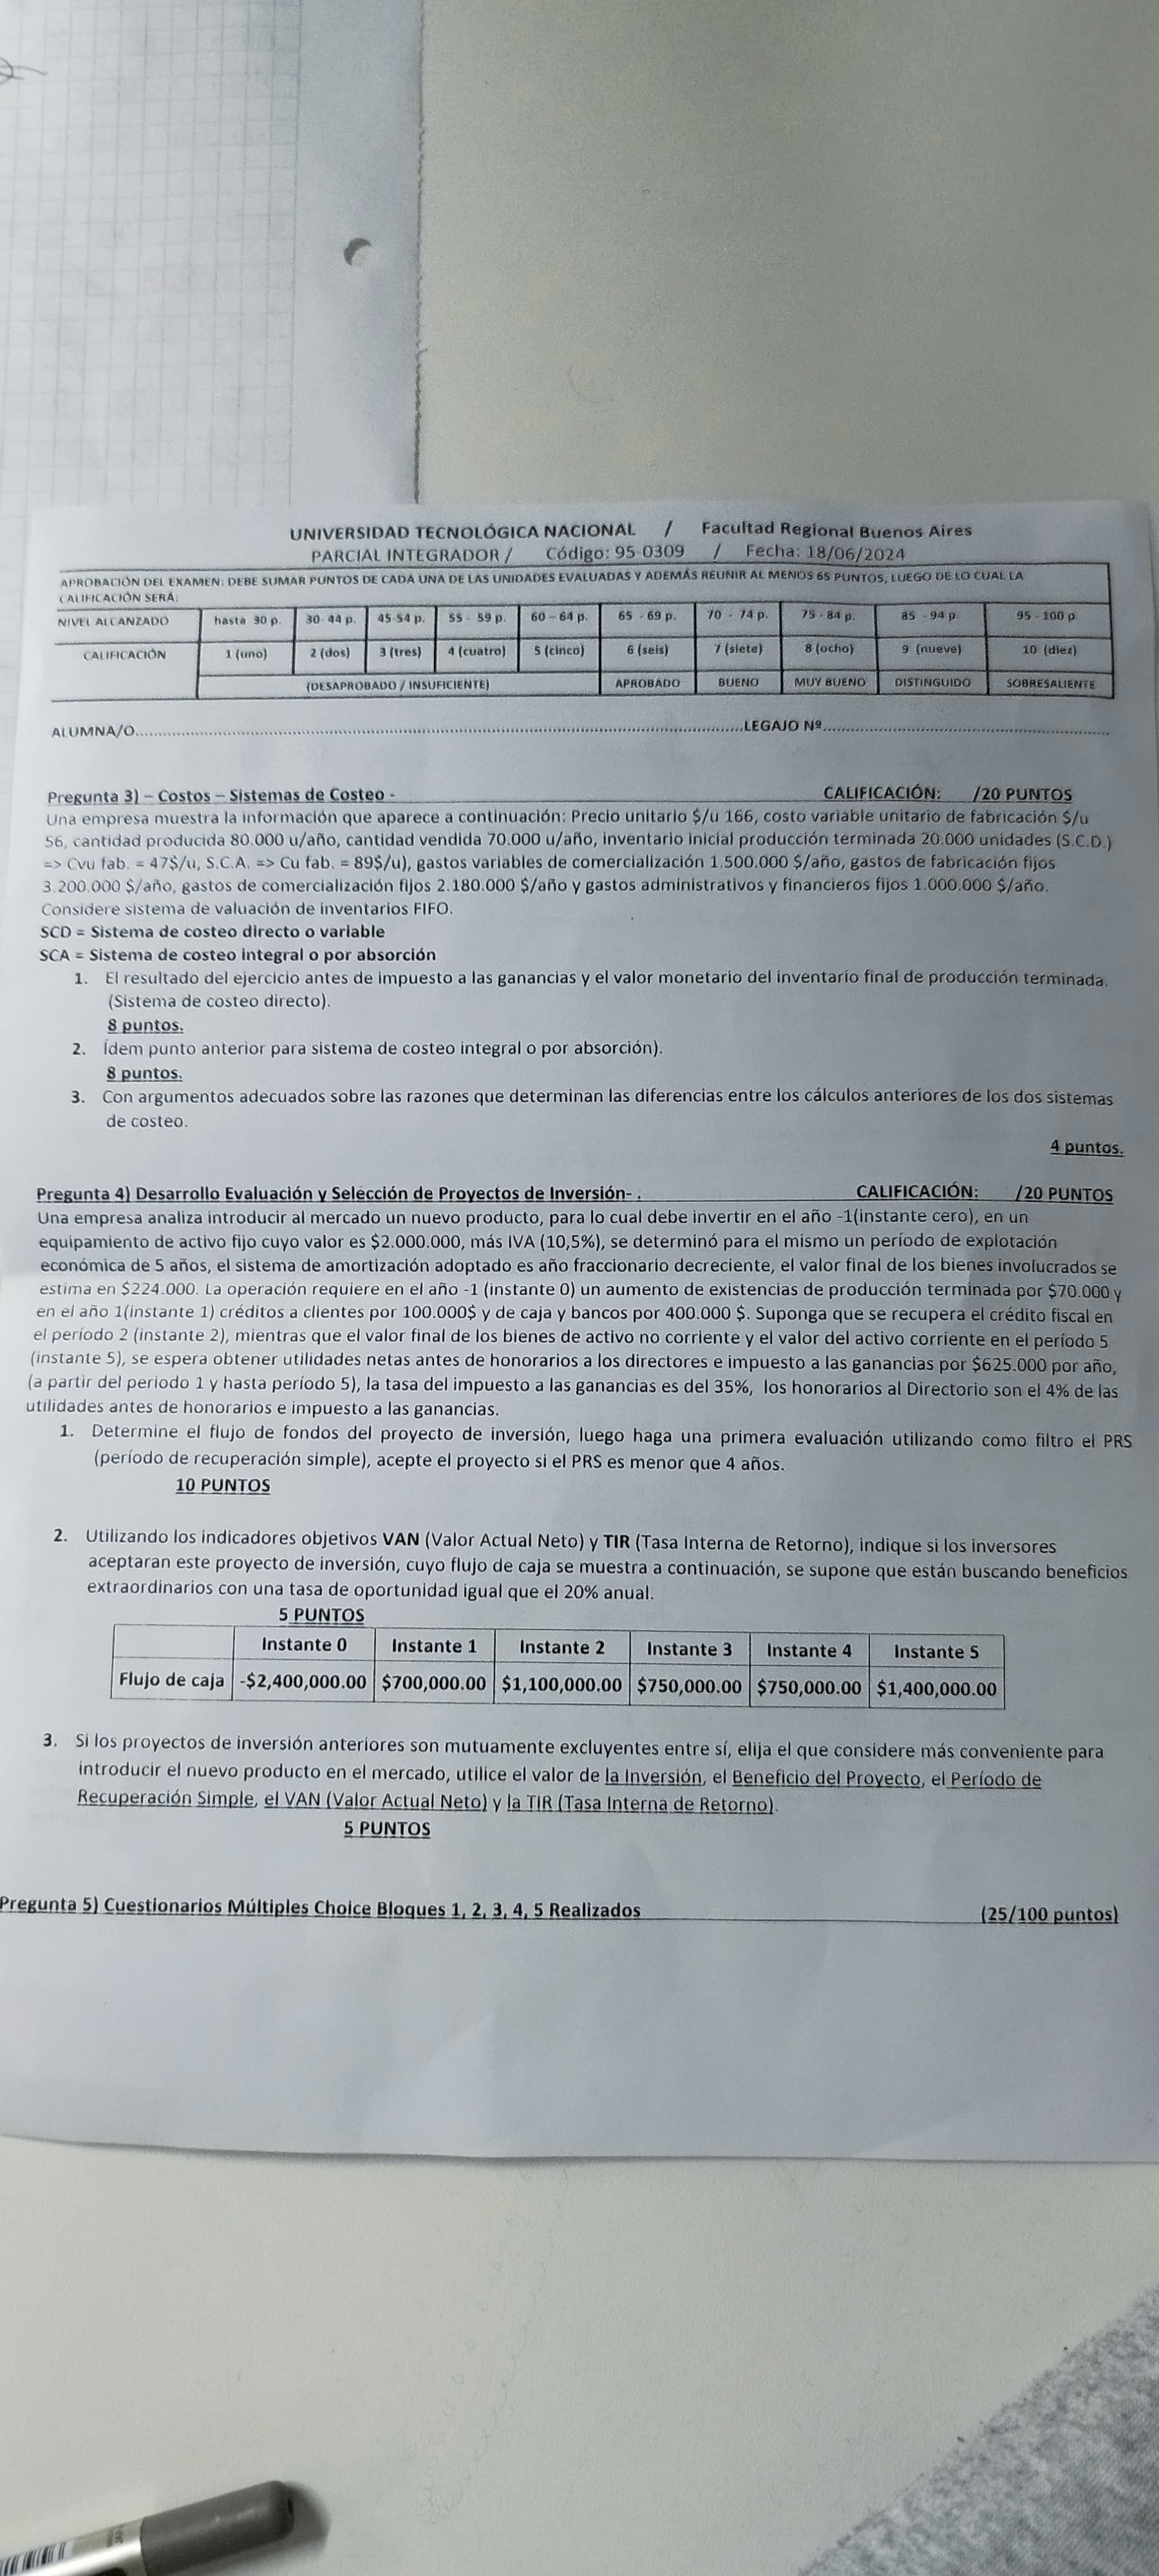 UNIVERSIDAD TECNOLÓGICA NACIONAL / Facultad Regional Buenos Aires
PARCIAL INTEGRADOR / Código: 95-0309 / Fecha: 18/06/2024
APROBACIÓN DEL EXAMEN: DEBE SUMAR PUNTOS DE CADA UNA DE LAS UNIDADES EVALUADAS Y ADEMÁS REUNIR AL MENOS 65 PUNTOS, LUEGO DE LO CUAL LA
CALIFICACIÓN SERÁ:
NIVEL ALCANZADO hasta 30 p. 30-44 p. 45-54 p. 55 - 59 p. 60 – 64 p. 65 - 69 p. 70 - 74 p. 75 - 84 p. 85 - 94 p 95 - 100 p
CALIFICACIÓN 1 (uno) 2 (dos) 3 (tres) 4 (cuatro) 5 (cinco) 6 (seis) 7 (siete) 8 (ocho) 9 (nueve) 10 (diez)
(DESAPROBADO / INSUFICIENTE) APROBADO BUENO MUY BUENO DISTINGUIDO SOBRESALIENTE
ALUMNA/O...............LEGAJO Nº...............
Pregunta 3) – Costos – Sistemas de Costeo - CALIFICACIÓN: /20 PUNTOS
Una empresa muestra la información que aparece a continuación: Precio unitario $/u 166, costo variable unitario de fabricación $/u
56, cantidad producida 80.000 u/año, cantidad vendida 70.000 u/año, inventario inicial producción terminada 20.000 unidades (S.C.D.)
=> Cvu fab. = 47$/u, S.C.A. => Cu fab. = 89$/u), gastos variables de comercialización 1.500.000 $/año, gastos de fabricación fijos
3.200.000 $/año, gastos de comercialización fijos 2.180.000 $/año y gastos administrativos y financieros fijos 1.000.000 $/año.
Considere sistema de valuación de inventarios FIFO.
SCD = Sistema de costeo directo o variable
SCA = Sistema de costeo integral o por absorción
1. El resultado del ejercicio antes de impuesto a las ganancias y el valor monetario del inventario final de producción terminada.
(Sistema de costeo directo).
8 puntos.
2. Ídem punto anterior para sistema de costeo integral o por absorción).
8 puntos.
3. Con argumentos adecuados sobre las razones que determinan las diferencias entre los cálculos anteriores de los dos sistemas
de costeo.
4 puntos.
Pregunta 4) Desarrollo Evaluación y Selección de Proyectos de Inversión- . CALIFICACIÓN: /20 PUNTOS
Una empresa analiza introducir al mercado un nuevo producto, para lo cual debe invertir en el año -1(instante cero), en un
equipamiento de activo fijo cuyo valor es $2.000.000, más IVA (10,5%), se determinó para el mismo un período de explotación
económica de 5 años, el sistema de amortización adoptado es año fraccionario decreciente, el valor final de los bienes involucrados se
estima en $224.000. La operación requiere en el año -1 (instante 0) un aumento de existencias de producción terminada por $70.000 y
en el año 1(instante 1) créditos a clientes por 100.000$ y de caja y bancos por 400.000 $. Suponga que se recupera el crédito fiscal en
el período 2 (instante 2), mientras que el valor final de los bienes de activo no corriente y el valor del activo corriente en el período 5
(instante 5), se espera obtener utilidades netas antes de honorarios a los directores e impuesto a las ganancias por $625.000 por año,
(a partir del periodo 1 y hasta período 5), la tasa del impuesto a las ganancias es del 35%, los honorarios al Directorio son el 4% de las
utilidades antes de honorarios e impuesto a las ganancias.
1. Determine el flujo de fondos del proyecto de inversión, luego haga una primera evaluación utilizando como filtro el PRS
(período de recuperación simple), acepte el proyecto si el PRS es menor que 4 años.
10 PUNTOS
2. Utilizando los indicadores objetivos VAN (Valor Actual Neto) y TIR (Tasa Interna de Retorno), indique si los inversores
aceptaran este proyecto de inversión, cuyo flujo de caja se muestra a continuación, se supone que están buscando beneficios
extraordinarios con una tasa de oportunidad igual que el 20% anual.
5 PUNTOS
Instante 0 Instante 1 Instante 2 Instante 3 Instante 4 Instante 5
Flujo de caja -$2,400,000.00 $700,000.00 $1,100,000.00 $750,000.00 $750,000.00 $1,400,000.00
3. Si los proyectos de inversión anteriores son mutuamente excluyentes entre sí, elija el que considere más conveniente para
introducir el nuevo producto en el mercado, utilice el valor de la Inversión, el Beneficio del Proyecto, el Período de
Recuperación Simple, el VAN (Valor Actual Neto) y la TIR (Tasa Interna de Retorno).
5 PUNTOS
Pregunta 5) Cuestionarios Múltiples Choice Bloques 1, 2, 3, 4, 5 Realizados (25/100 puntos)